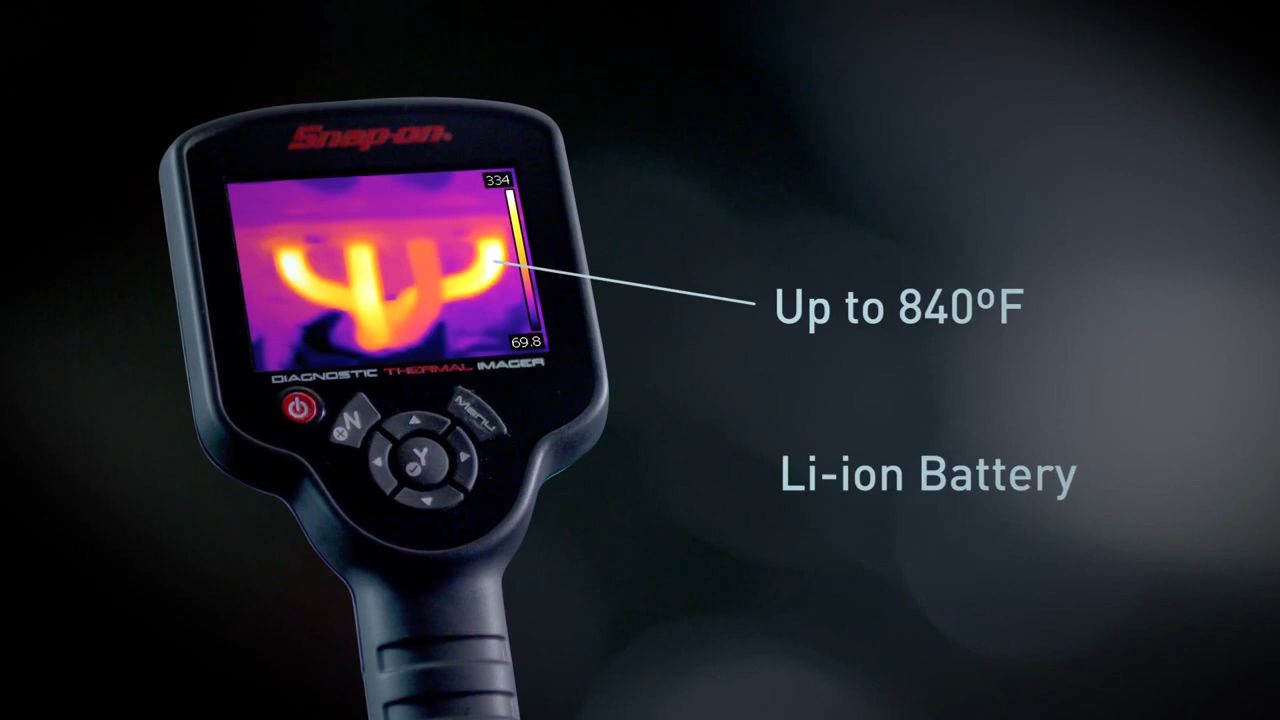 Snap-on
334
69.8
DIAGNOSTIC THERMAL IMAGER
N
Menu
Y
Up to 840ºF
Li-ion Battery